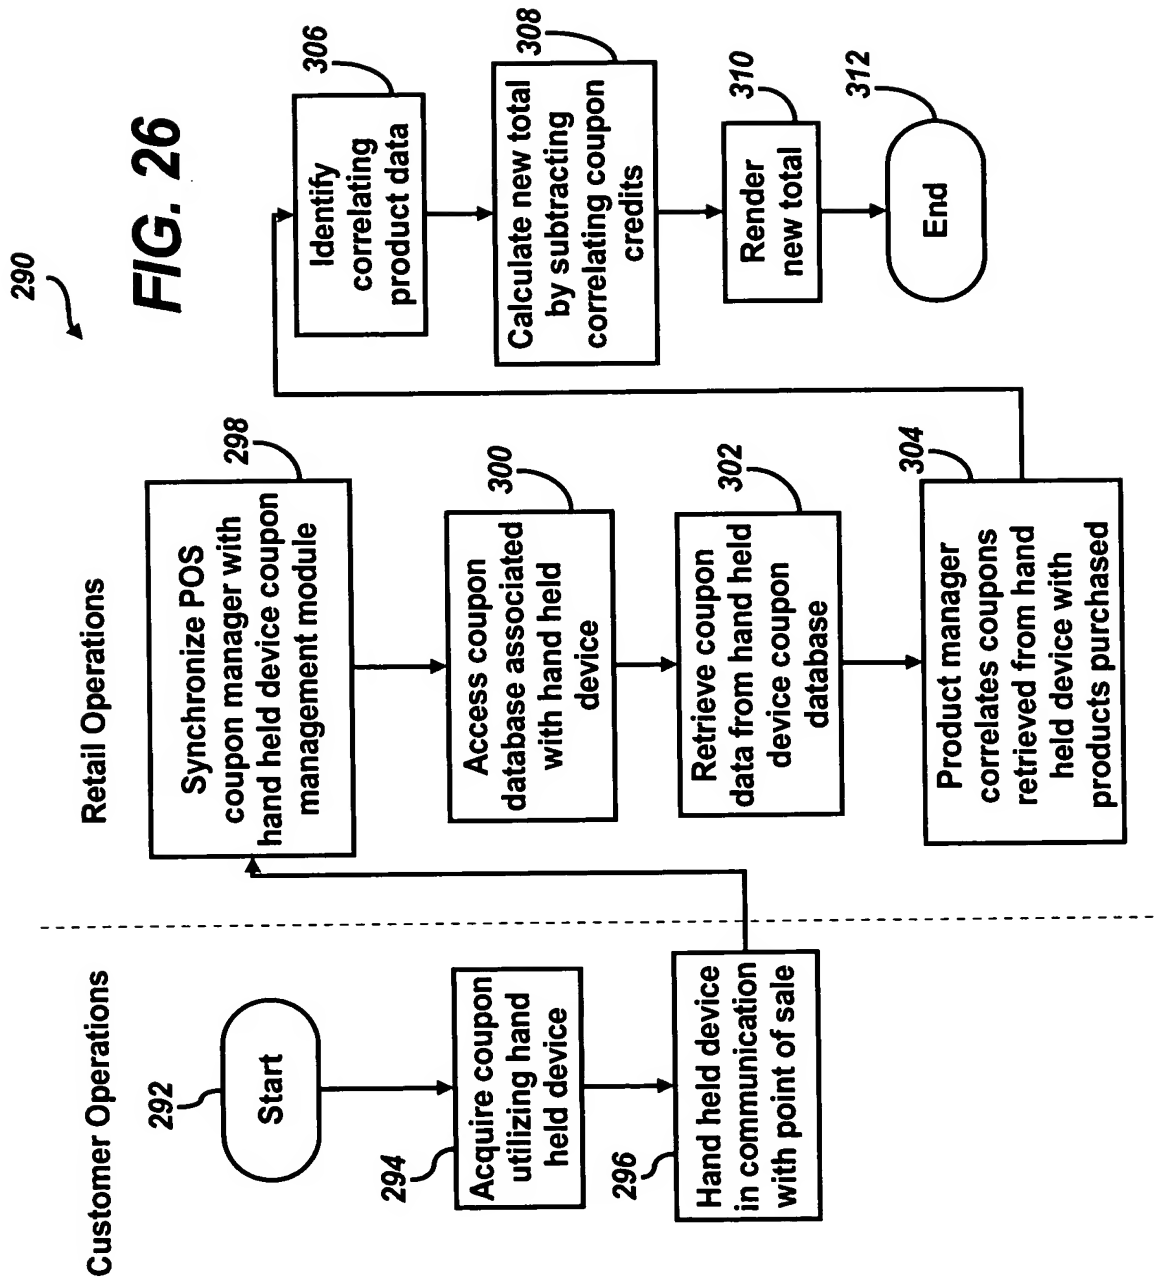 290
FIG. 26
Customer Operations
292
Start
294
Acquire coupon
utilizing hand
held device
296
Hand held device
in communication
with point of sale
Retail Operations
298
Synchronize POS
coupon manager with
hand held device coupon
management module
300
Access coupon
database associated
with hand held
device
302
Retrieve coupon
data from hand held
device coupon
database
304
Product manager
correlates coupons
retrieved from hand
held device with
products purchased
306
Identify
correlating
product data
308
Calculate new total
by subtracting
correlating coupon
credits
310
Render
new total
312
End